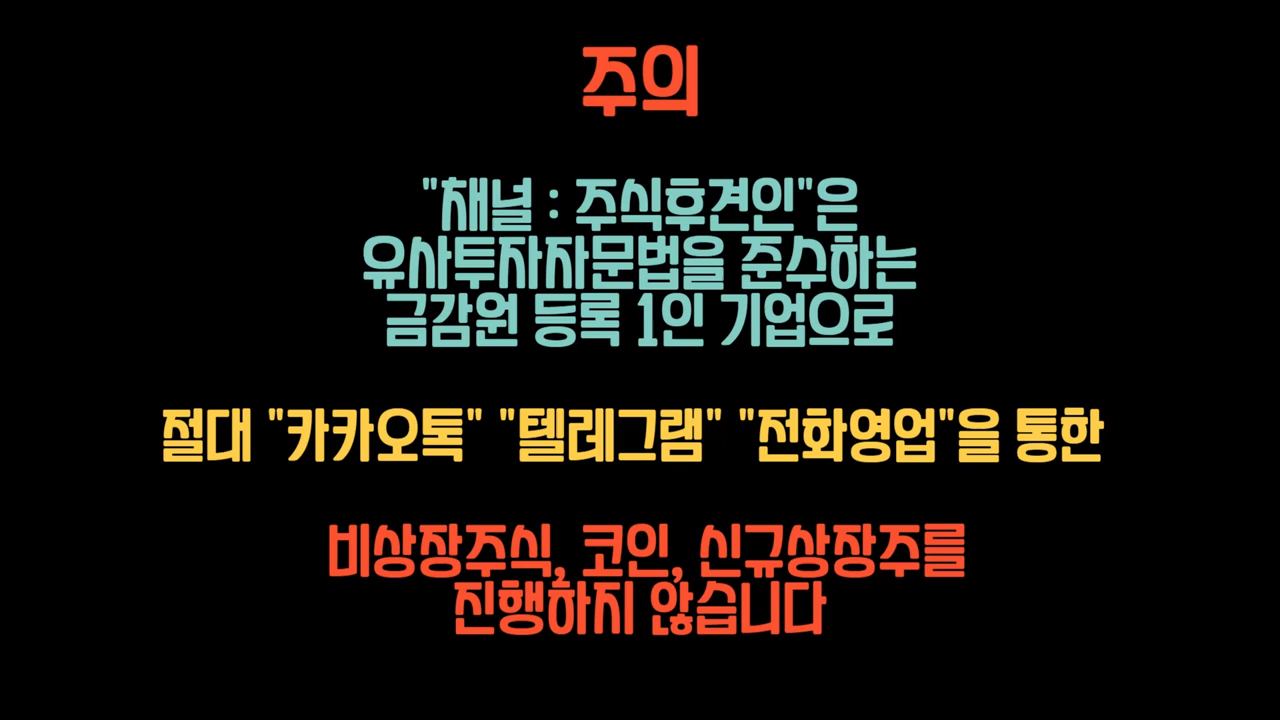 주의
"채널 : 주식후견인"은
유사투자자문법을 준수하는
금감원 등록 1인 기업으로
절대 "카카오톡" "텔레그램" "전화영업"을 통한
비상장주식, 코인, 신규상장주를
진행하지 않습니다